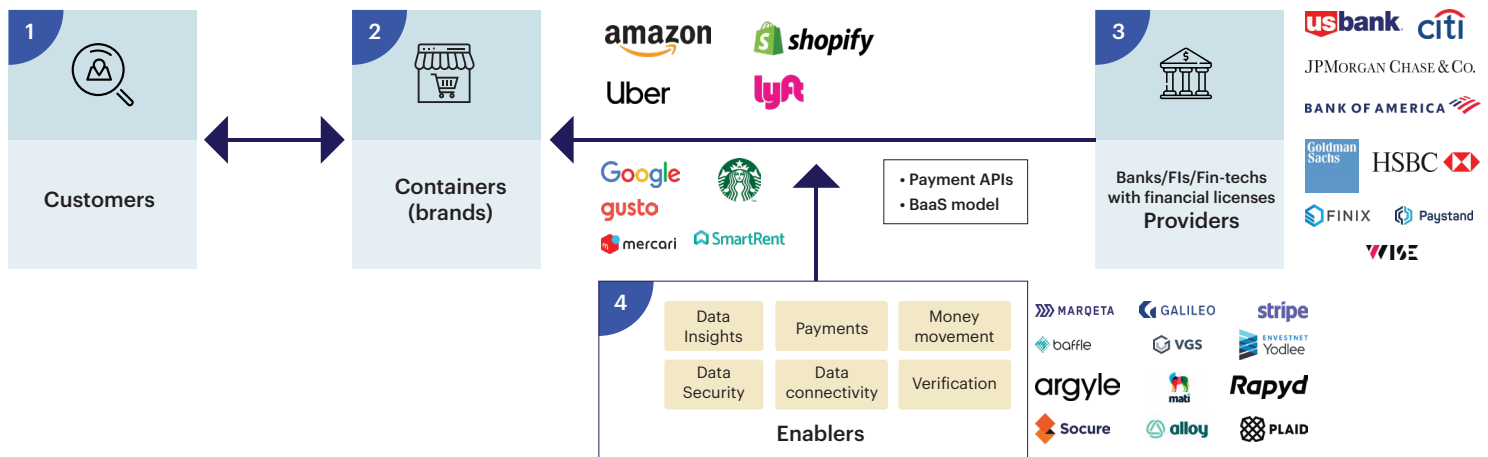 1
Customers
2
Containers
(brands)
amazon
shopify
Uber
lyft
Google
gusto
mercari
SmartRent
• Payment APIs
• BaaS model
3
$
Banks/FIs/Fin-techs
with financial licenses
Providers
usbank.
citi
JPMORGAN CHASE & CO.
BANK OF AMERICA
Goldman
Sachs
HSBC
FINIX
Paystand
WISE
4
Data
Insights
Payments
Money
movement
Data
Security
Data
connectivity
Verification
Enablers
MARQETA
GALILEO
stripe
baffle
VGS
ENVESTNET
Yodlee
argyle
mati
Rapyd
Socure
alloy
PLAID